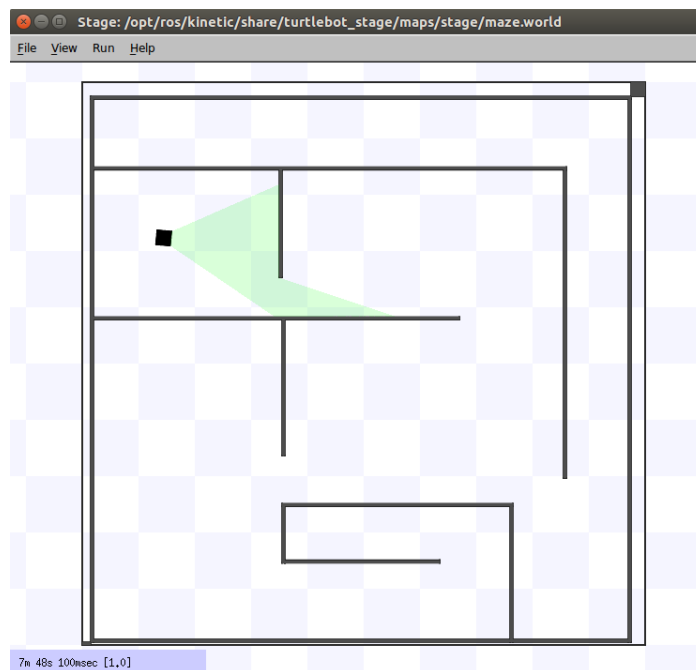 Stage: /opt/ros/kinetic/share/turtlebot_stage/maps/stage/maze.world
File View Run Help
7m 48s 100msec [1.0]